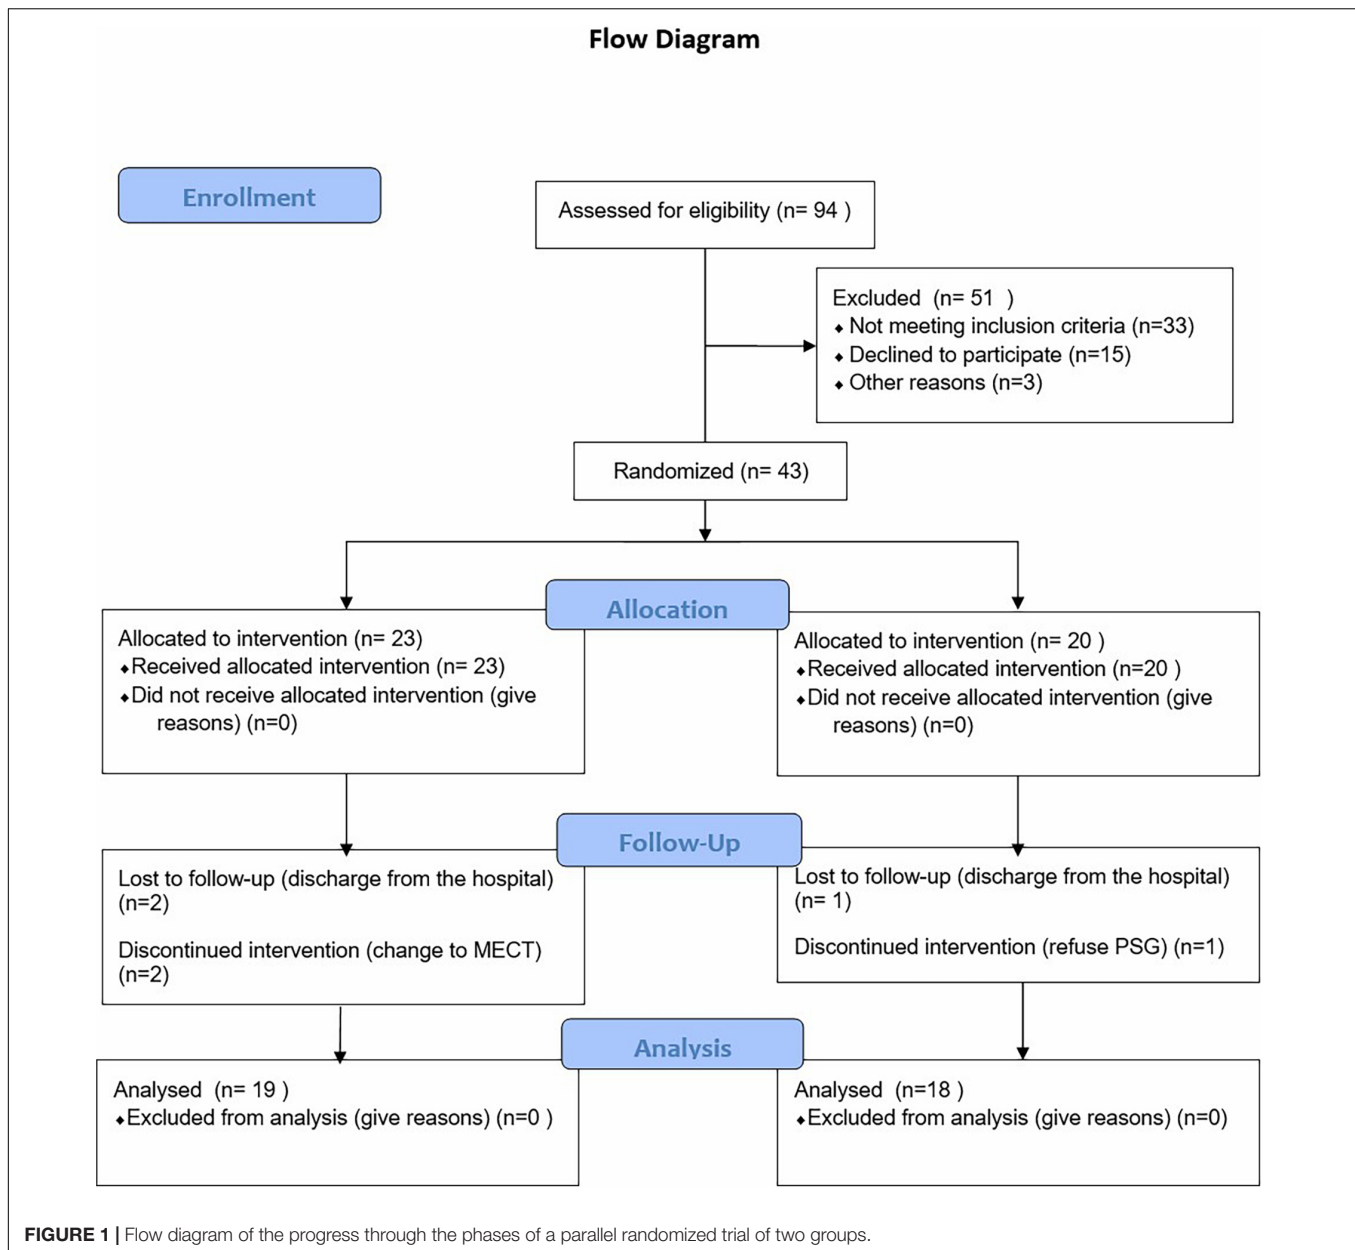 Flow Diagram
Enrollment
Assessed for eligibility (n= 94 )
Excluded (n= 51 )
⬥ Not meeting inclusion criteria (n=33)
⬥ Declined to participate (n=15)
⬥ Other reasons (n=3)
Randomized (n= 43)
Allocation
Allocated to intervention (n= 23)
⬥Received allocated intervention (n= 23)
⬥Did not receive allocated intervention (give
reasons) (n=0)
Allocated to intervention (n= 20 )
⬥Received allocated intervention (n=20 )
⬥Did not receive allocated intervention (give
reasons) (n=0)
Follow-Up
Lost to follow-up (discharge from the hospital)
(n=2)
Discontinued intervention (change to MECT)
(n=2)
Lost to follow-up (discharge from the hospital)
(n= 1)
Discontinued intervention (refuse PSG) (n=1)
Analysis
Analysed (n= 19 )
⬥Excluded from analysis (give reasons) (n=0 )
Analysed (n=18 )
⬥Excluded from analysis (give reasons) (n=0)
FIGURE 1 | Flow diagram of the progress through the phases of a parallel randomized trial of two groups.